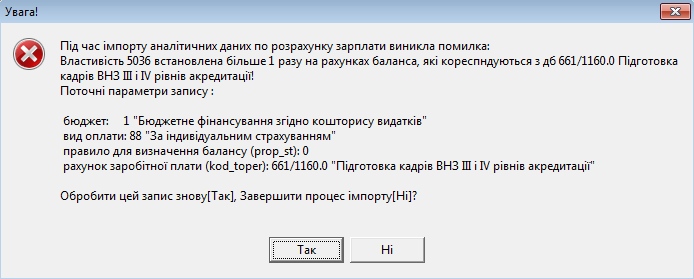 Увага!
Під час імпорту аналітичних даних по розрахунку зарплати виникла помилка:
Властивість 5036 встановлена більше 1 разу на рахунках баланса, які кореспндуються з дб 661/1160.0 Підготовка
кадрів ВНЗ III і IV рівнів акредитації!
Поточні параметри запису :
бюджет: 1 "Бюджетне фінансування згідно кошторису видатків"
вид оплати: 88 "За індивідуальним страхуванням"
правило для визначення балансу (prop_st): 0
рахунок заробітної плати (kod_toper): 661/1160.0 "Підготовка кадрів ВНЗ III і IV рівнів акредитації"
Обробити цей запис знову[Так], Завершити процес імпорту[Ні]?
Так
Ні